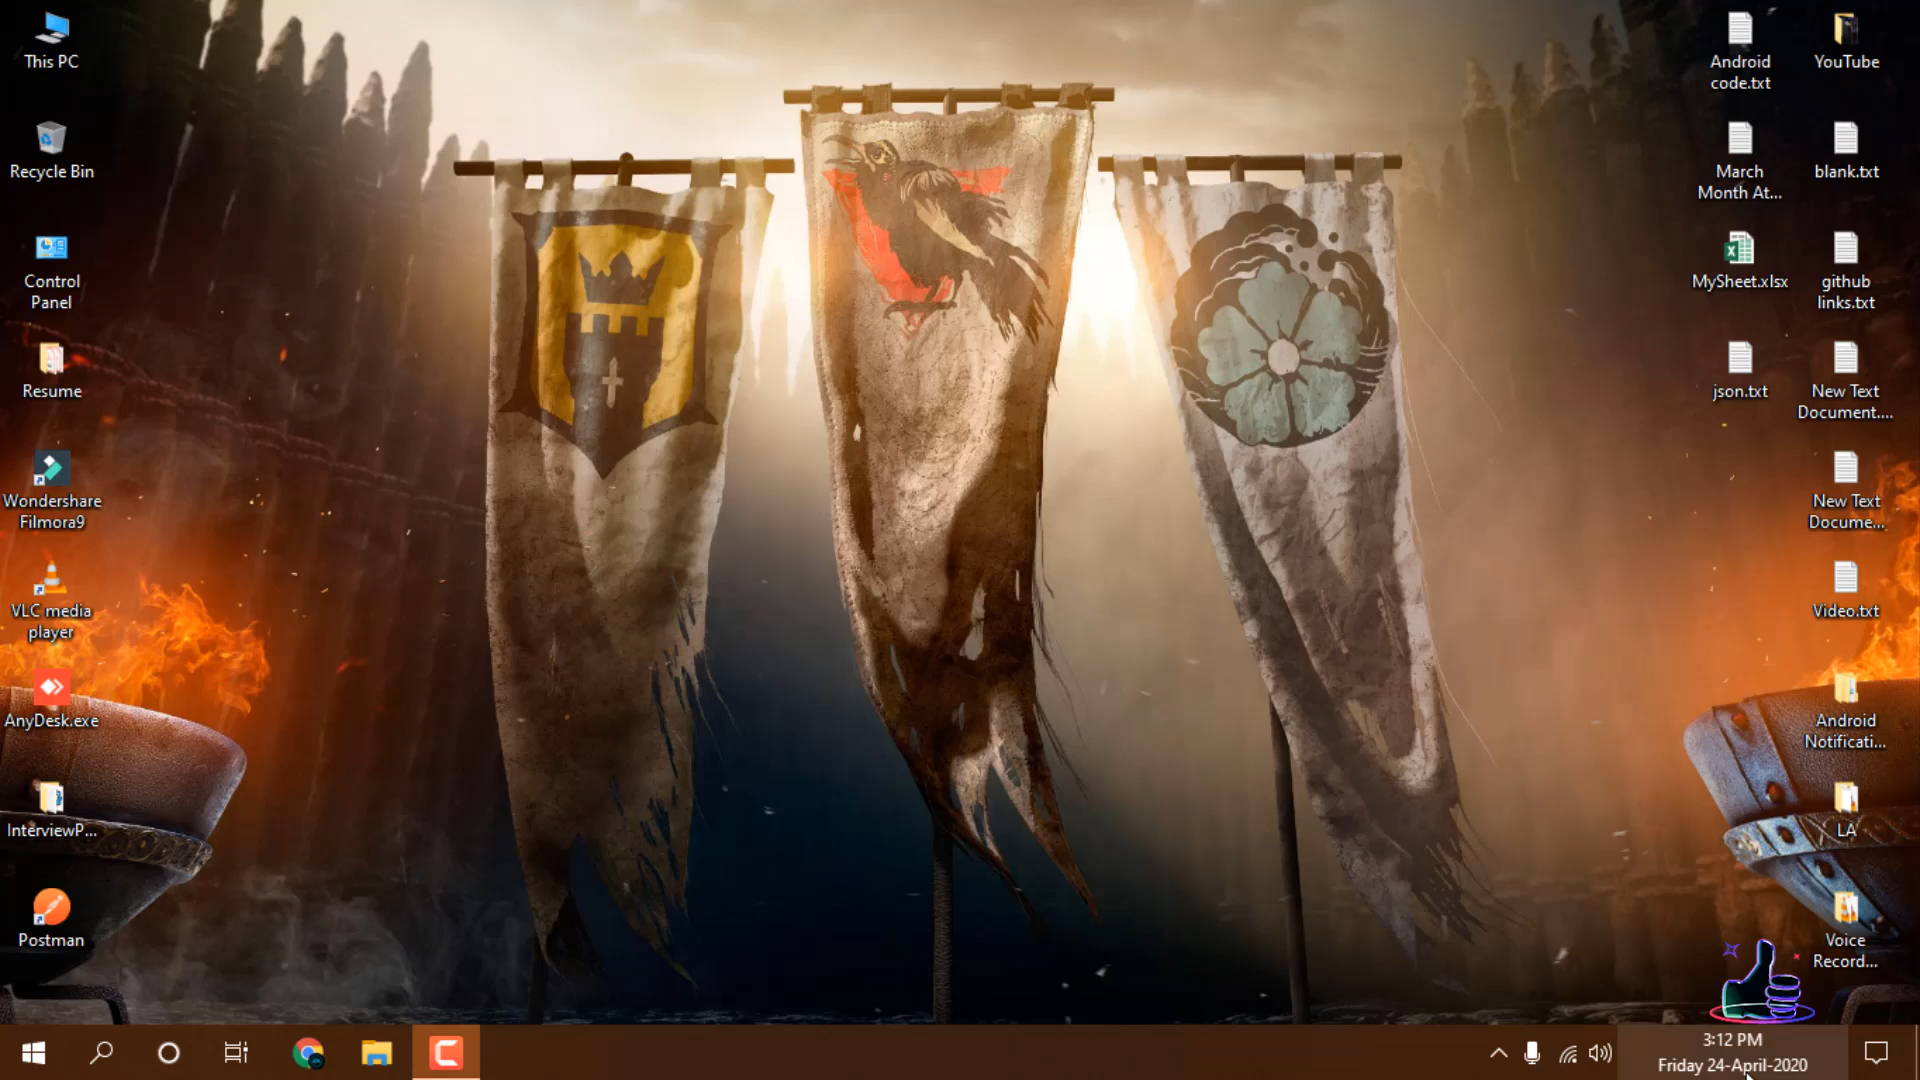 This PC
Recycle Bin
Control
Panel
Resume
Wondershare
Filmora9
VLC media
player
AnyDesk.exe
InterviewP...
Postman
Android
code.txt
March
Month At...
MySheet.xlsx
json.txt
YouTube
blank.txt
github
links.txt
New Text
Document....
New Text
Docume...
Video.txt
Android
Notificati...
LA
Voice
Record...
3:12 PM
Friday 24-April-2020